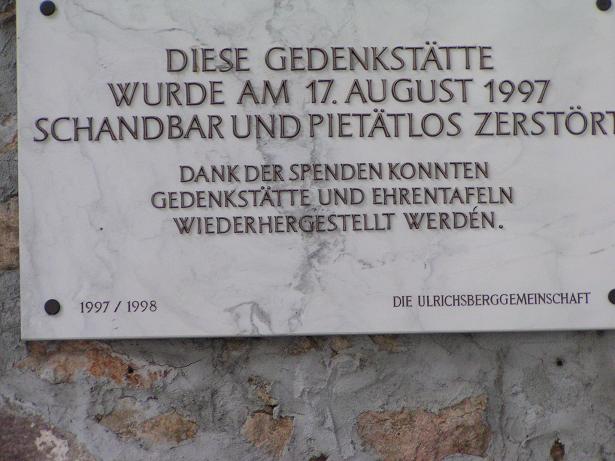 DIESE GEDENKSTÄTTE
WURDE AM 17. AUGUST 1997
SCHANDBAR UND PIETÄTLOS ZERSTÖRT
DANK DER SPENDEN KONNTEN
GEDENKSTÄTTE UND EHRENTAFELN
WIEDERHERGESTELLT WERDEN.
1997 / 1998
DIE ULRICHSBERGGEMEINSCHAFT